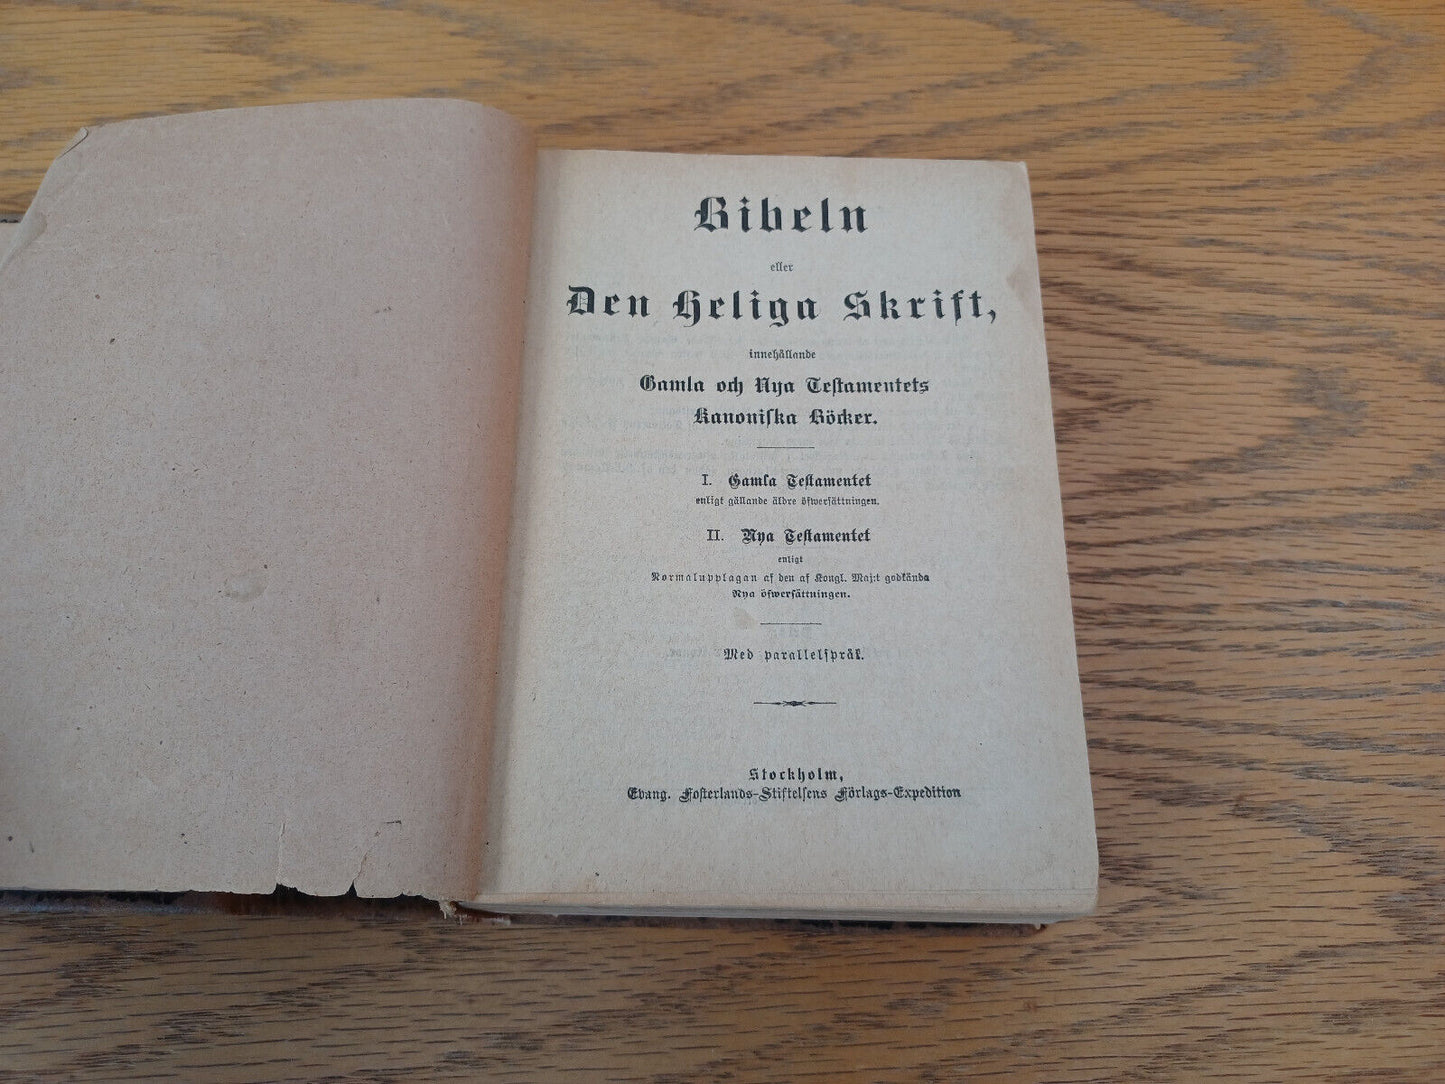 Bibeln
eller
Den Heliga Skrift,
innehållande
Gamla och Nya Testamentets
Kanoniska Böcker.
I. Gamla Testamentet
enligt gällande äldre öfwersättningen.
II. Nya Testamentet
enligt
Normalupplagan af den af Kongl. Maj:t godkända
Nya öfwersättningen.
Med parallelspråk.
Stockholm,
Evang. Fosterlands-Stiftelsens Förlags-Expedition